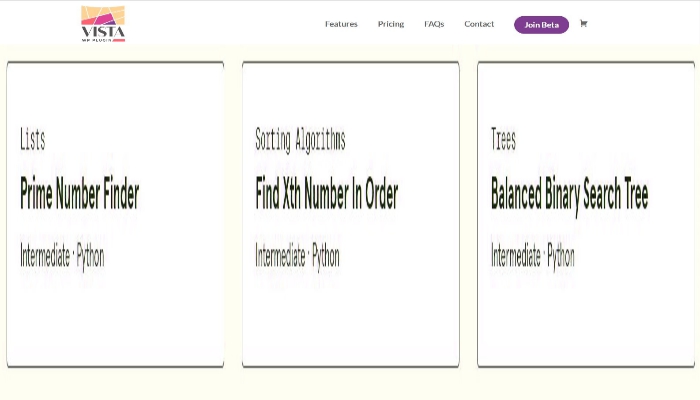 VISTA
WP PLUGIN
Features
Pricing
FAQs
Contact
Join Beta
Lists
Prime Number Finder
Intermediate · Python
Sorting Algorithms
Find Xth Number In Order
Intermediate · Python
Trees
Balanced Binary Search Tree
Intermediate · Python